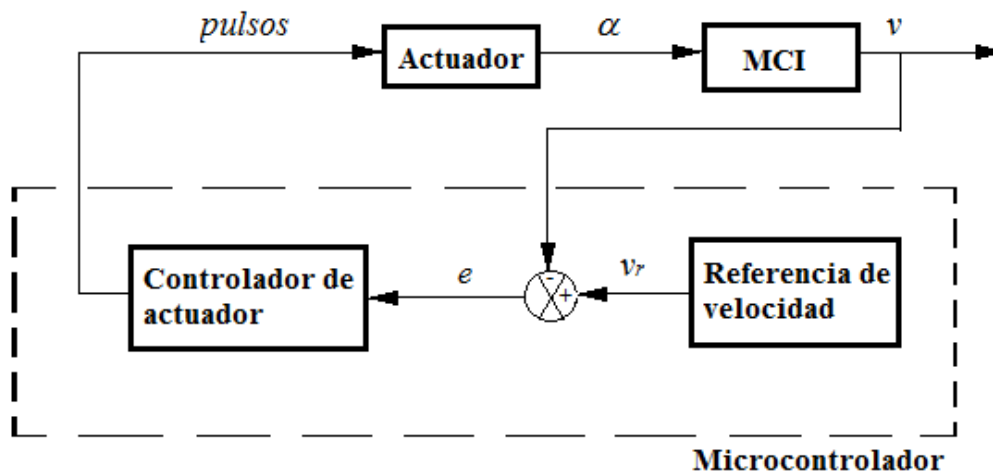 pulsos
α
v
Actuador
MCI
-
+
e
vr
Controlador de
actuador
Referencia de
velocidad
Microcontrolador